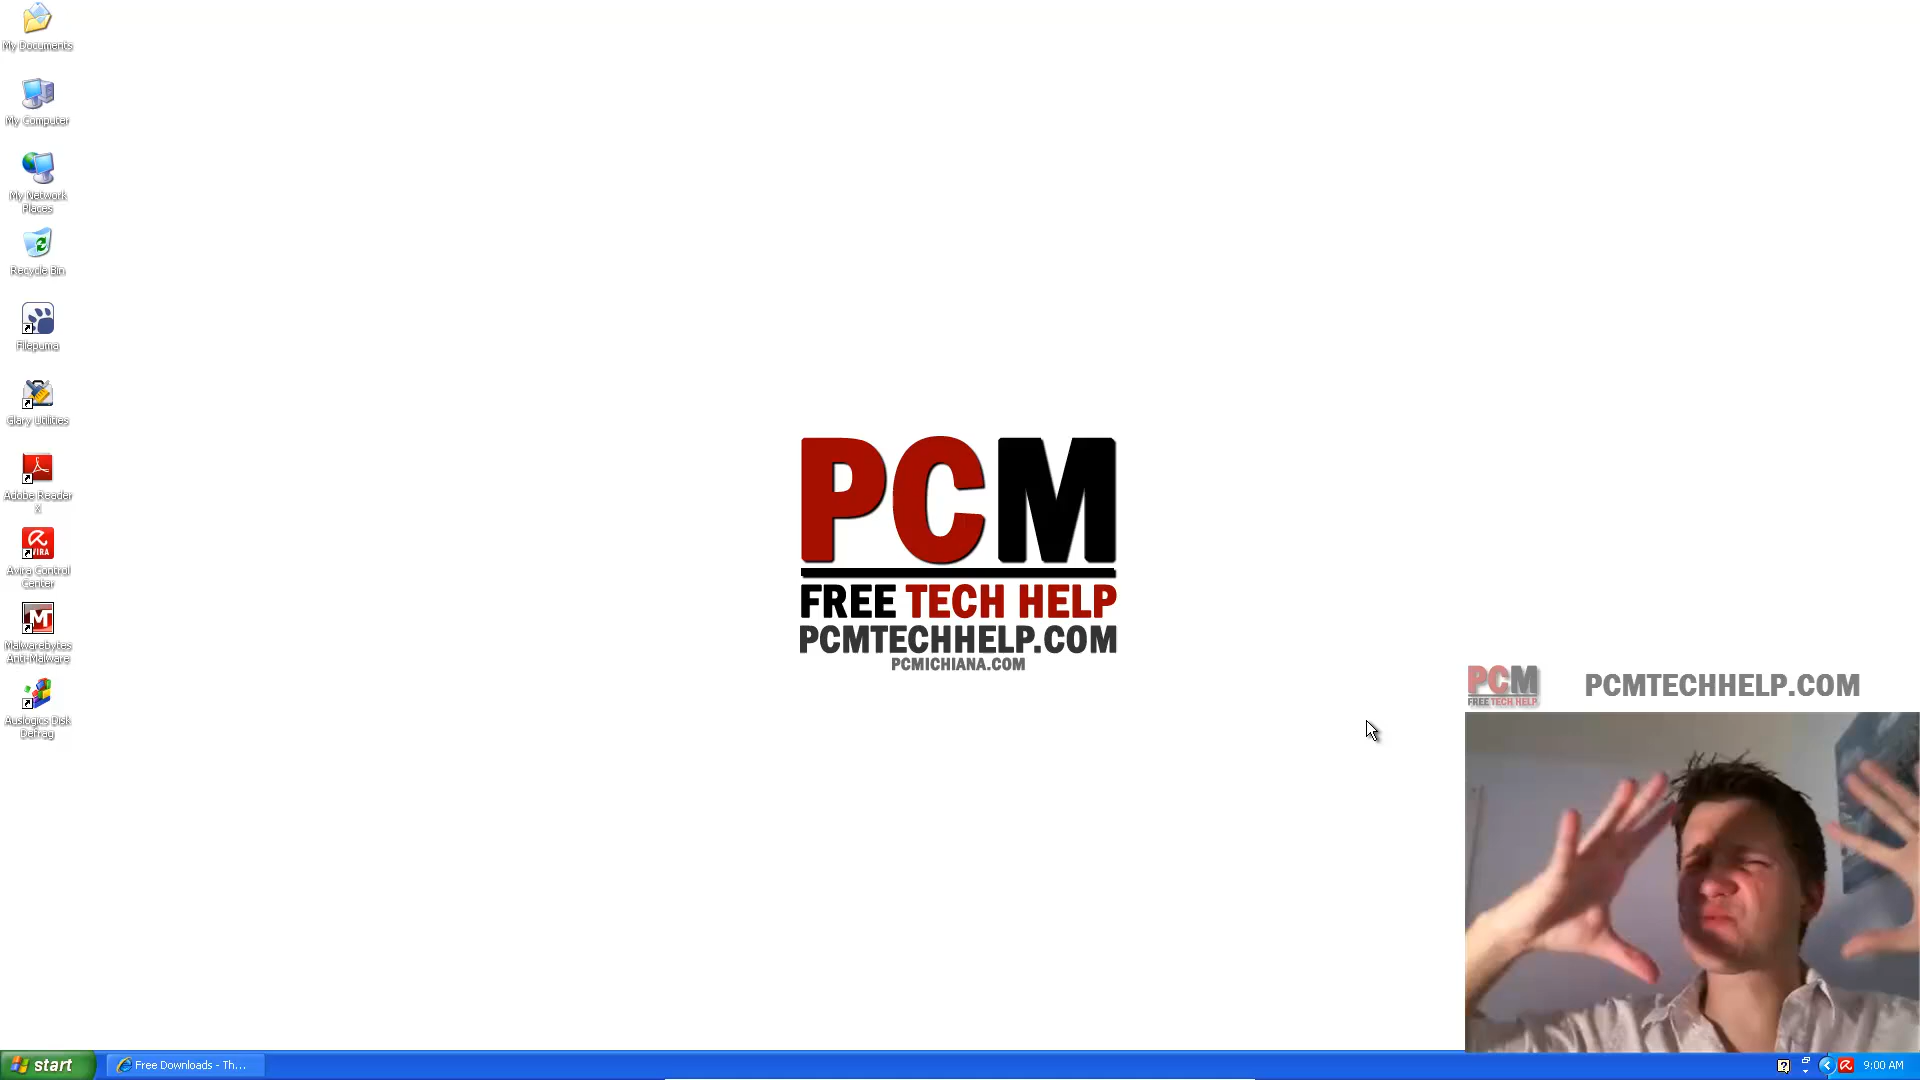 My Documents
My Computer
My Network
Places
Recycle Bin
Filepuma
Glary Utilities
Adobe Reader
X
AVIRA
Avira Control
Center
Malwarebytes
Anti-Malware
Auslogics Disk
Defrag
PCM
FREE TECH HELP
PCMTECHHELP.COM
PCMICHIANA.COM
PCM
FREE TECH HELP
PCMTECHHELP.COM
start
Free Downloads - Th...
9:00 AM